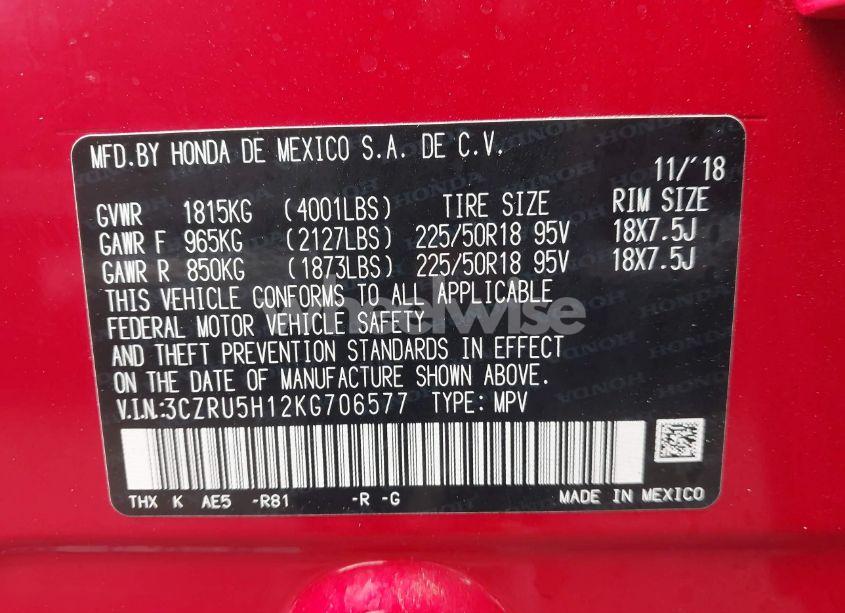 MFD.BY HONDA DE MEXICO S.A. DE C.V.
11/'18
GVWR 1815KG (4001LBS) TIRE SIZE RIM SIZE
GAWR F 965KG (2127LBS) 225/50R18 95V 18X7.5J
GAWR R 850KG (1873LBS) 225/50R18 95V 18X7.5J
THIS VEHICLE CONFORMS TO ALL APPLICABLE
FEDERAL MOTOR VEHICLE SAFETY
AND THEFT PREVENTION STANDARDS IN EFFECT
ON THE DATE OF MANUFACTURE SHOWN ABOVE.
V.I.N.:3CZRU5H12KG706577 TYPE: MPV
THX K AE5 -R81 -R -G MADE IN MEXICO
wheelwise